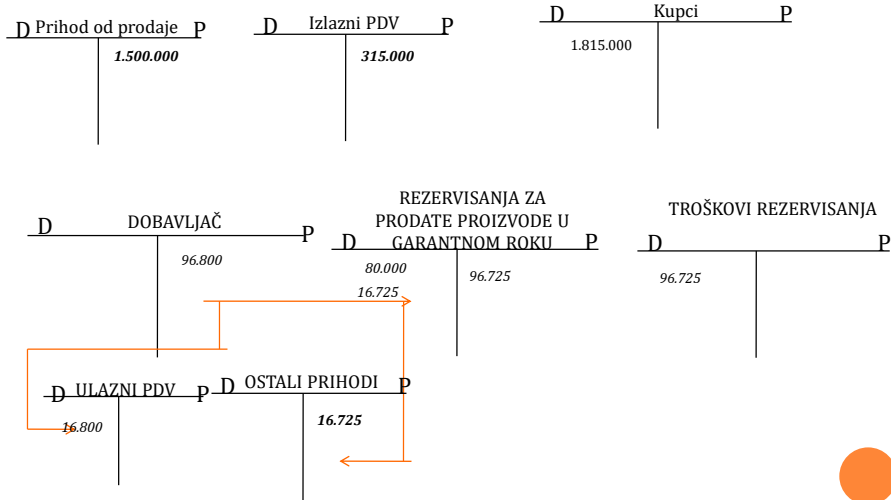 D Prihod od prodaje P
1.500.000
D Izlazni PDV P
315.000
D Kupci P
1.815.000
D DOBAVLJAČ P
96.800
REZERVISANJA ZA
PRODATE PROIZVODE U
D GARANTNOM ROKU P
80.000 96.725
16.725
TROŠKOVI REZERVISANJA
D P
96.725
D ULAZNI PDV P
16.800
D OSTALI PRIHODI P
16.725